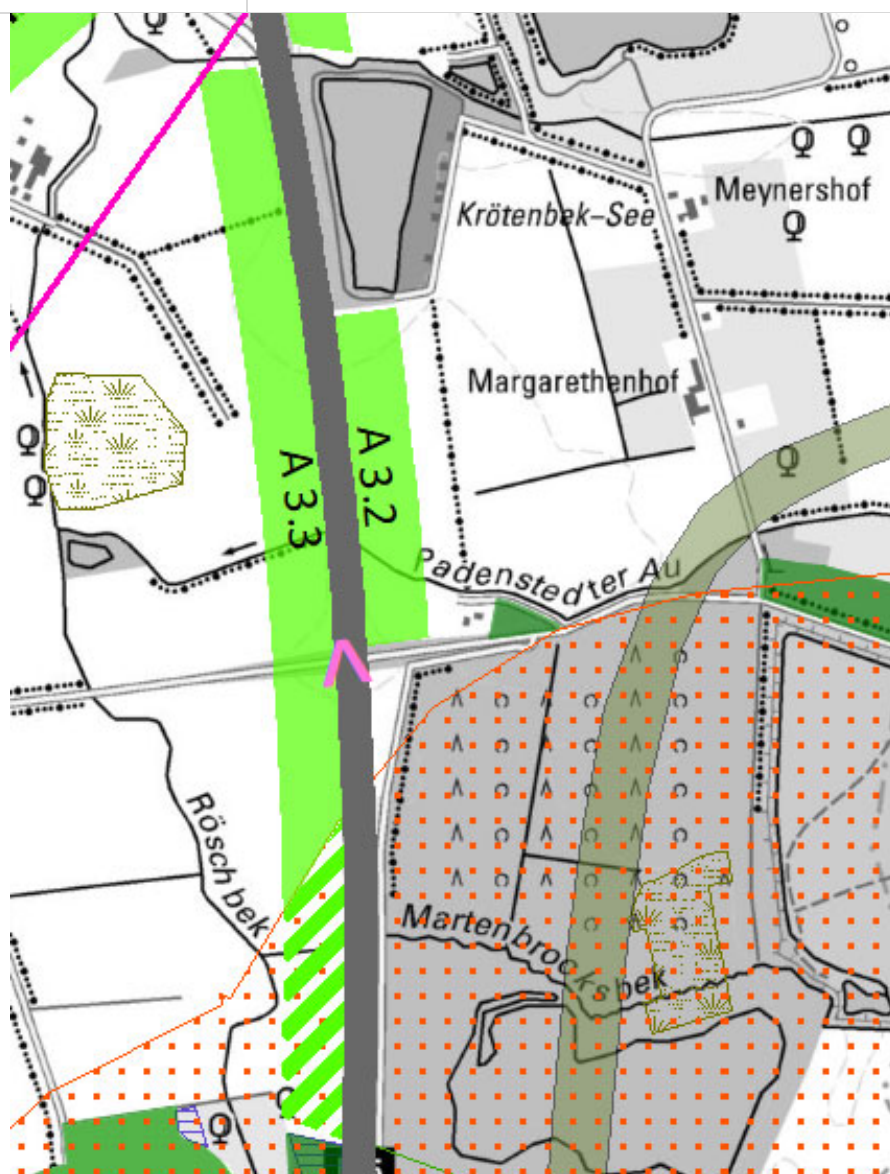 Meynershof
Krötenbek–See
Margarethenhof
A 3.2
A 3.3
Padenstedter Au
Röschbek
Martenbrocksbek